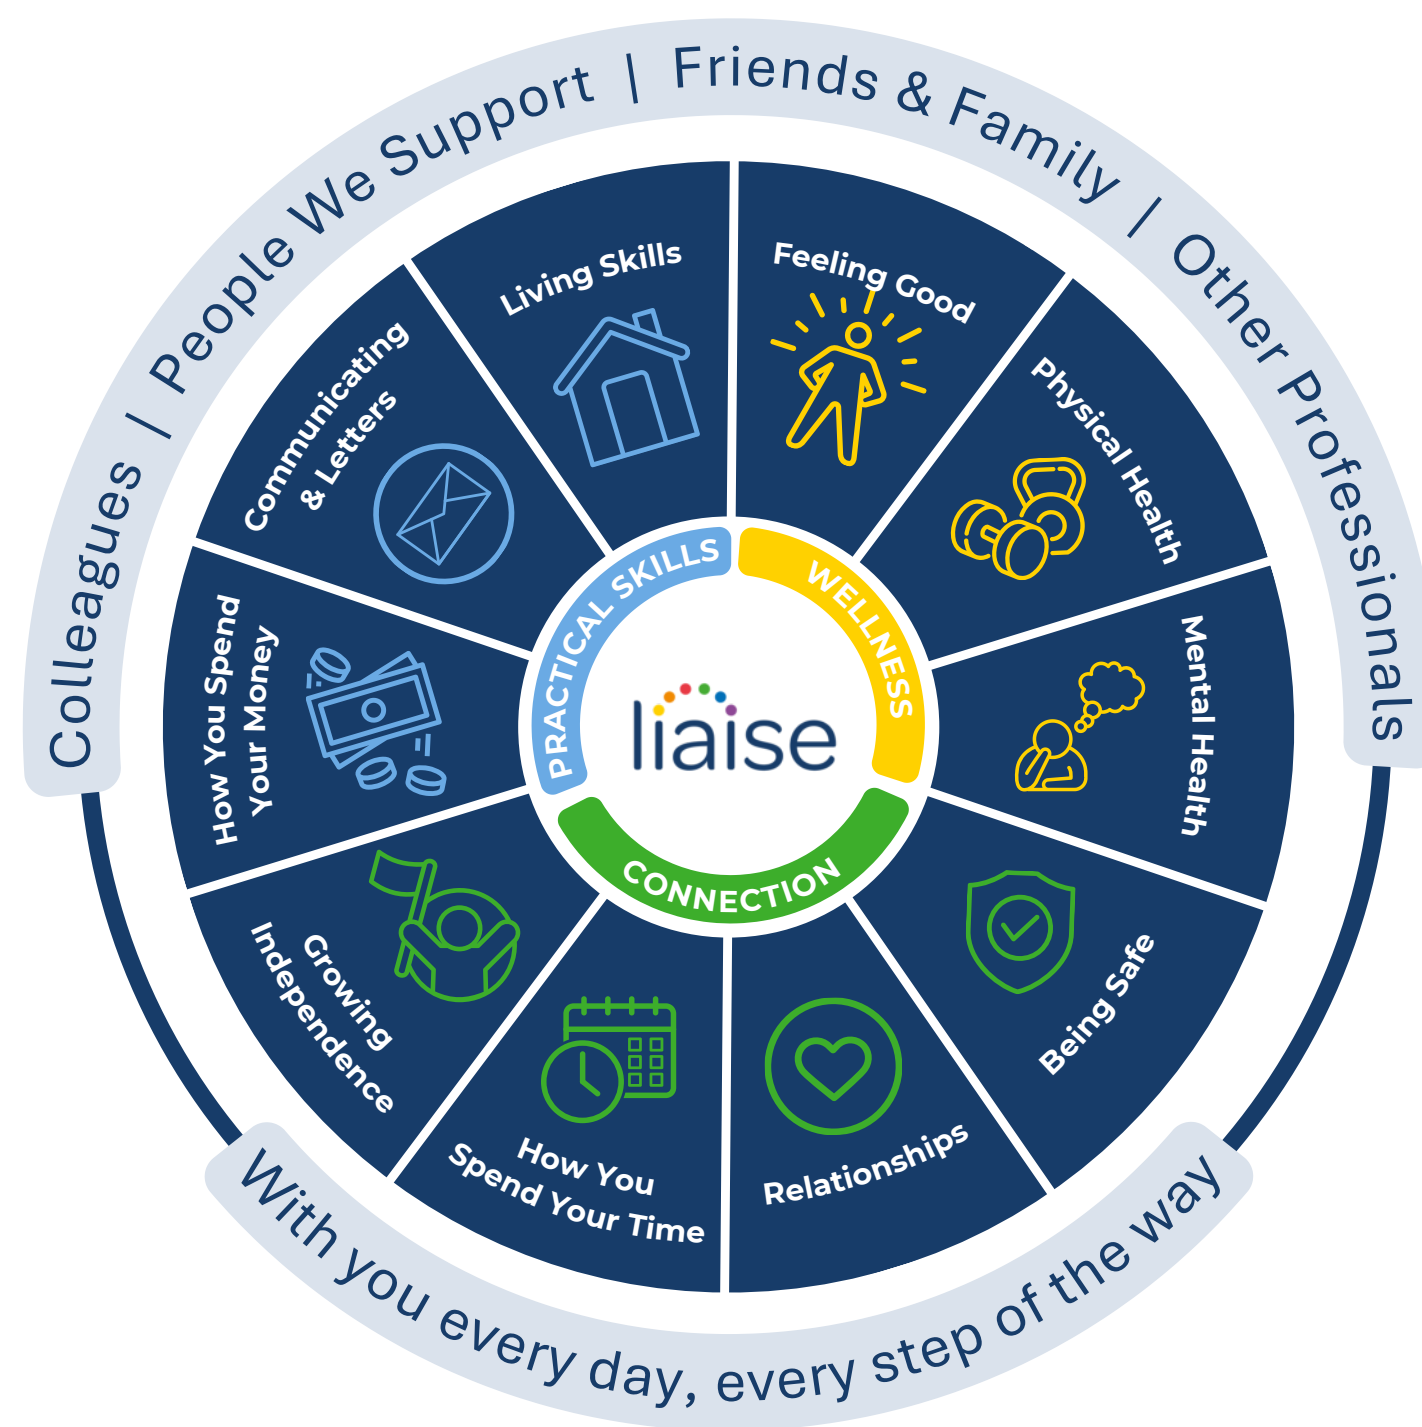 Colleagues | People We Support | Friends & Family | Other Professionals
Living Skills
Feeling Good
Physical Health
Mental Health
Being Safe
Relationships
How You
Spend Your Time
Growing
Independence
How You Spend
Your Money
Communicating
& Letters
PRACTICAL SKILLS
WELLNESS
CONNECTION
liaise
With you every day, every step of the way